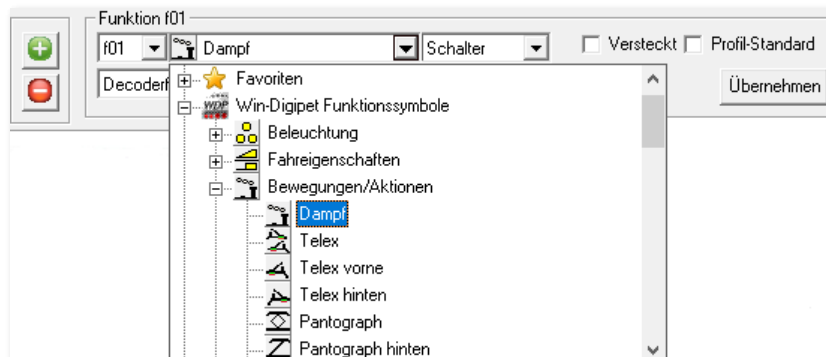 Funktion f01
f01 Dampf Schalter Versteckt Profil-Standard
Übernehmen
Favoriten
WDP Win-Digipet Funktionssymbole
Beleuchtung
Fahreigenschaften
Bewegungen/Aktionen
Dampf
Telex
Telex vorne
Telex hinten
Pantograph
Pantograph hinten